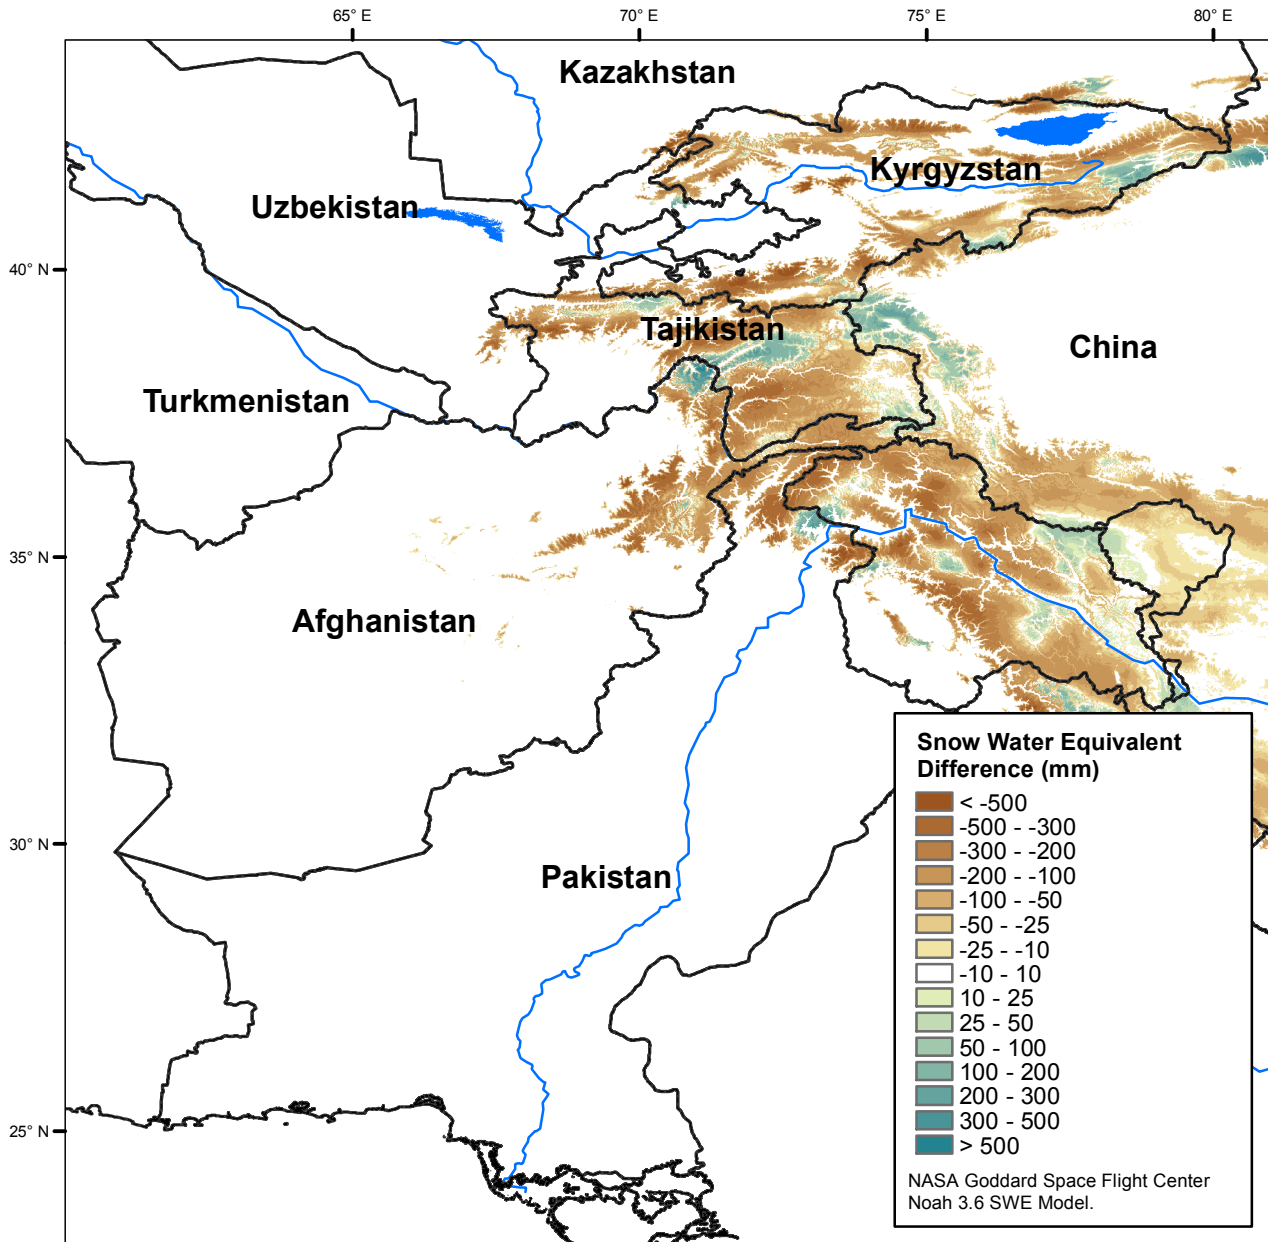 65° E
70° E
75° E
80° E
Kazakhstan
Kyrgyzstan
Uzbekistan
40° N
Tajikistan
China
Turkmenistan
35° N
Afghanistan
30° N
Pakistan
25° N
Snow Water Equivalent
Difference (mm)
< -500
-500 - -300
-300 - -200
-200 - -100
-100 - -50
-50 - -25
-25 - -10
-10 - 10
10 - 25
25 - 50
50 - 100
100 - 200
200 - 300
300 - 500
> 500
NASA Goddard Space Flight Center
Noah 3.6 SWE Model.